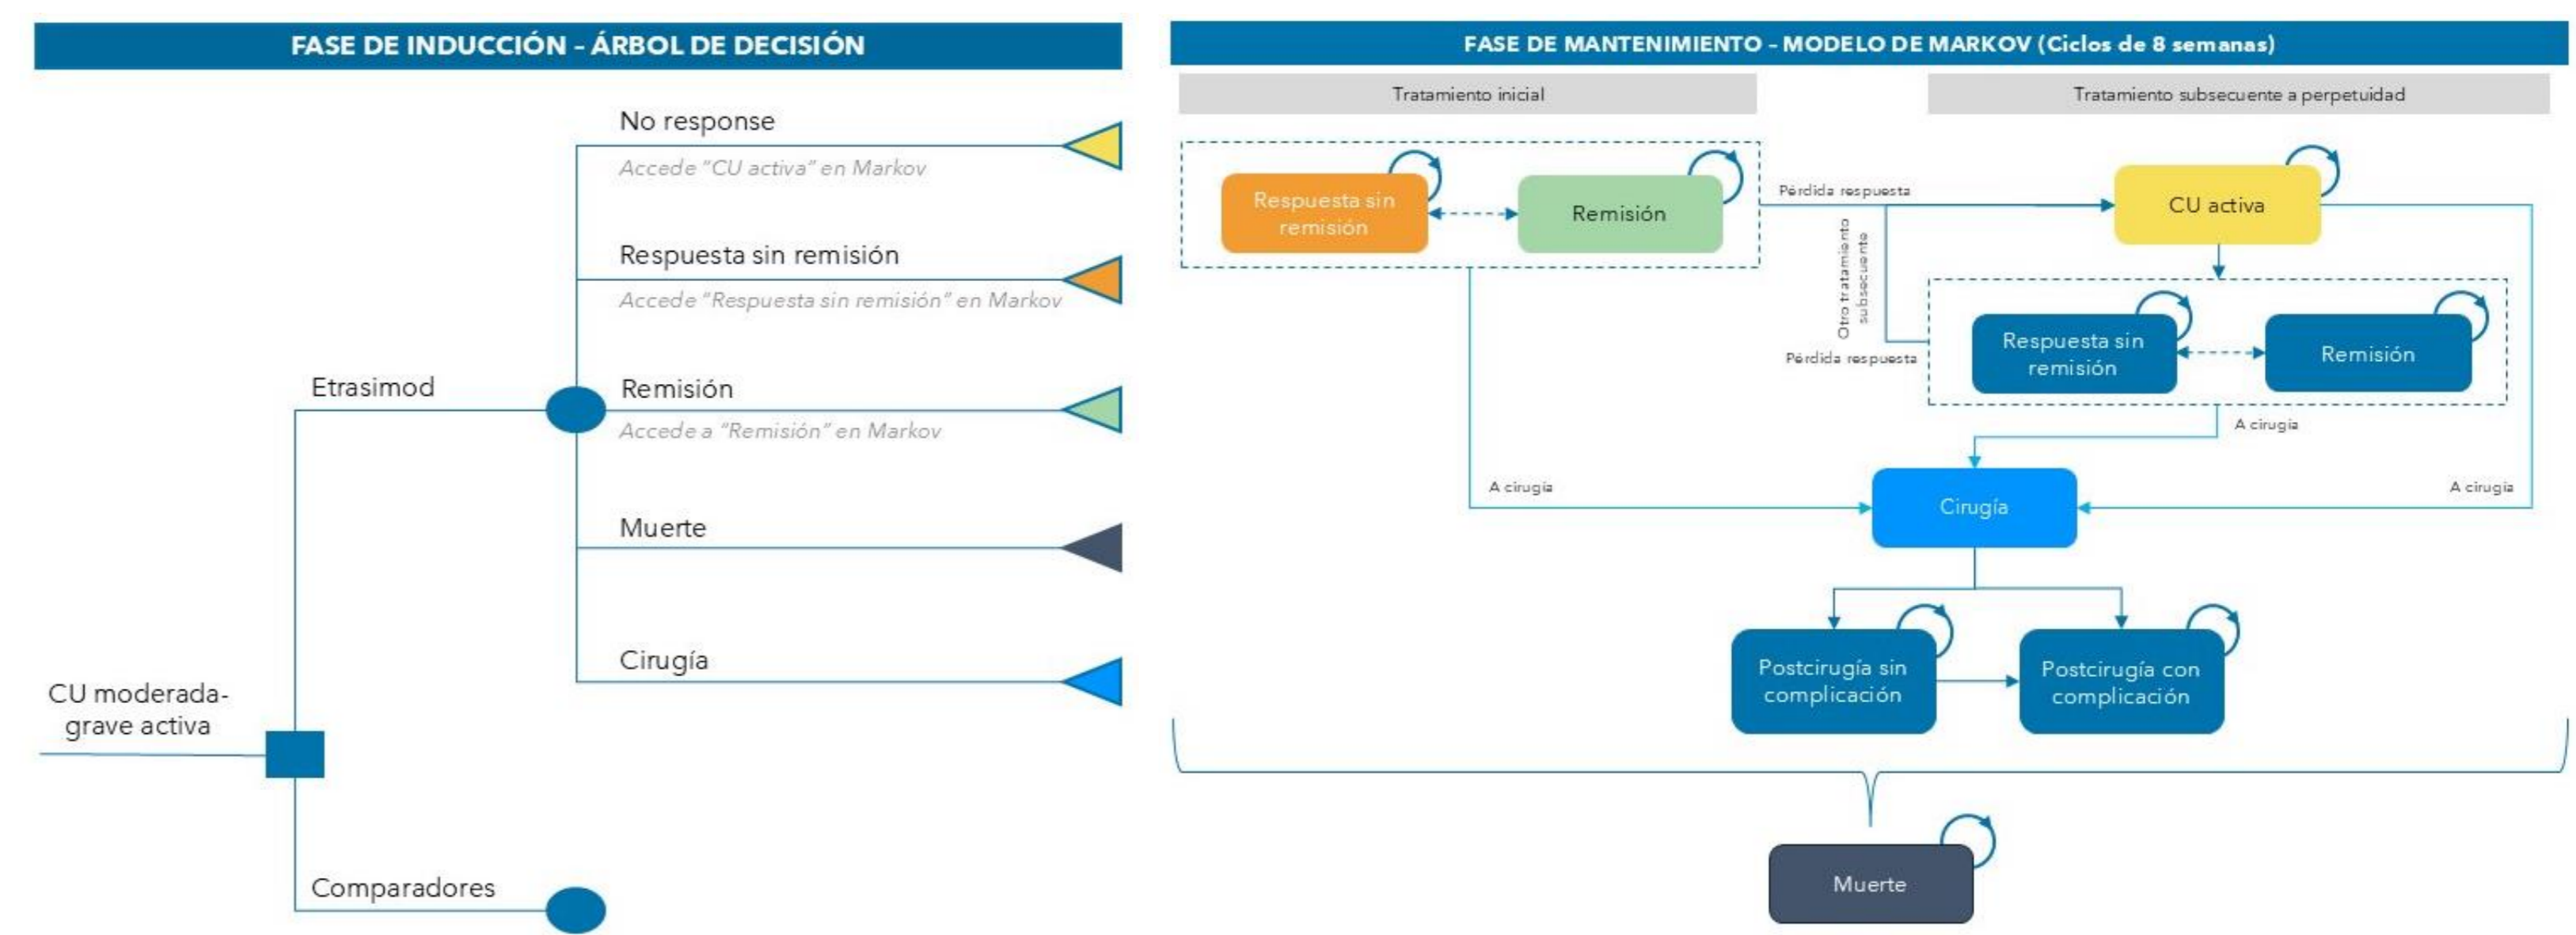 FASE DE INDUCCIÓN – ÁRBOL DE DECISIÓN
No response
Accede "CU activa" en Markov
Respuesta sin remisión
Accede "Respuesta sin remisión" en Markov
Etrasimod
Remisión
Accede a "Remisión" en Markov
Muerte
Cirugía
CU moderada-
grave activa
Comparadores
FASE DE MANTENIMIENTO – MODELO DE MARKOV (Ciclos de 8 semanas)
Tratamiento inicial
Tratamiento subsecuente a perpetuidad
Respuesta sin
remisión
Remisión
Pérdida respuesta
CU activa
Otro tratamiento
subsecuente
Pérdida respuesta
Respuesta sin
remisión
Remisión
A cirugía
A cirugía
A cirugía
Cirugía
Postcirugía sin
complicación
Postcirugía con
complicación
Muerte